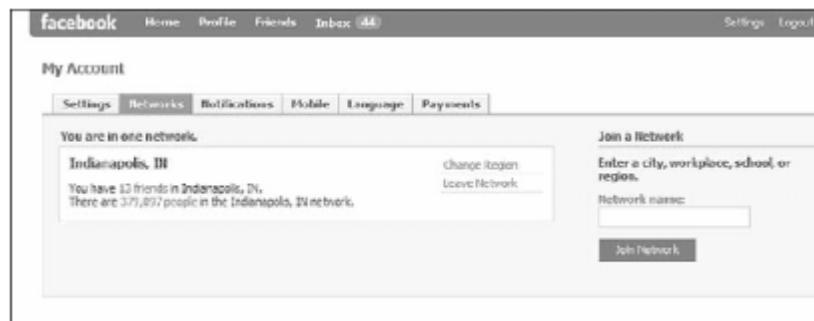 facebook Home Profile Friends Inbox 44 Settings Logout
My Account
Settings Networks Notifications Mobile Language Payments
You are in one network.
Indianapolis, IN
Change Region
Leave Network
You have 13 friends in Indianapolis, IN.
There are 379,897 people in the Indianapolis, IN network.
Join a Network
Enter a city, workplace, school, or
region.
Network name:
Join Network